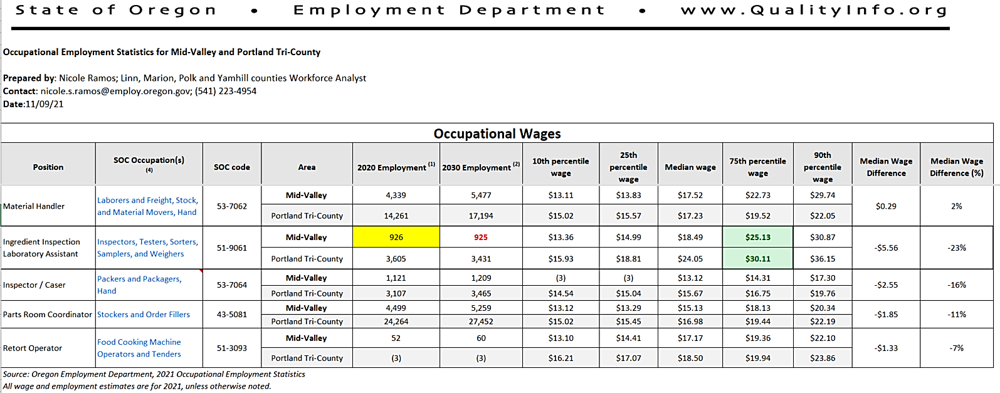 State of Oregon • Employment Department • www.QualityInfo.org
Occupational Employment Statistics for Mid-Valley and Portland Tri-County
Prepared by: Nicole Ramos; Linn, Marion, Polk and Yamhill counties Workforce Analyst
Contact: nicole.s.ramos@employ.oregon.gov; (541) 223-4954
Date:11/09/21
Occupational Wages
Position SOC Occupation(s) (4) SOC code Area 2020 Employment (1) 2030 Employment (2) 10th percentile wage 25th percentile wage Median wage 75th percentile wage 90th percentile wage Median Wage Difference Median Wage Difference (%)
Material Handler Laborers and Freight, Stock, and Material Movers, Hand 53-7062 Mid-Valley 4,339 5,477 $13.11 $13.83 $17.52 $22.73 $29.74 $0.29 2%
Portland Tri-County 14,261 17,194 $15.02 $15.57 $17.23 $19.52 $22.05
Ingredient Inspection Laboratory Assistant Inspectors, Testers, Sorters, Samplers, and Weighers 51-9061 Mid-Valley 926 925 $13.36 $14.99 $18.49 $25.13 $30.87 -$5.56 -23%
Portland Tri-County 3,605 3,431 $15.93 $18.81 $24.05 $30.11 $36.15
Inspector / Caser Packers and Packagers, Hand 53-7064 Mid-Valley 1,121 1,209 (3) (3) $13.12 $14.31 $17.30 -$2.55 -16%
Portland Tri-County 3,107 3,465 $14.54 $15.04 $15.67 $16.75 $19.76
Parts Room Coordinator Stockers and Order Fillers 43-5081 Mid-Valley 4,499 5,259 $13.12 $13.29 $15.13 $18.13 $20.34 -$1.85 -11%
Portland Tri-County 24,264 27,452 $15.02 $15.45 $16.98 $19.44 $22.19
Retort Operator Food Cooking Machine Operators and Tenders 51-3093 Mid-Valley 52 60 $13.10 $14.41 $17.17 $19.36 $22.10 -$1.33 -7%
Portland Tri-County (3) (3) $16.21 $17.07 $18.50 $19.94 $23.86
Source: Oregon Employment Department, 2021 Occupational Employment Statistics
All wage and employment estimates are for 2021, unless otherwise noted.